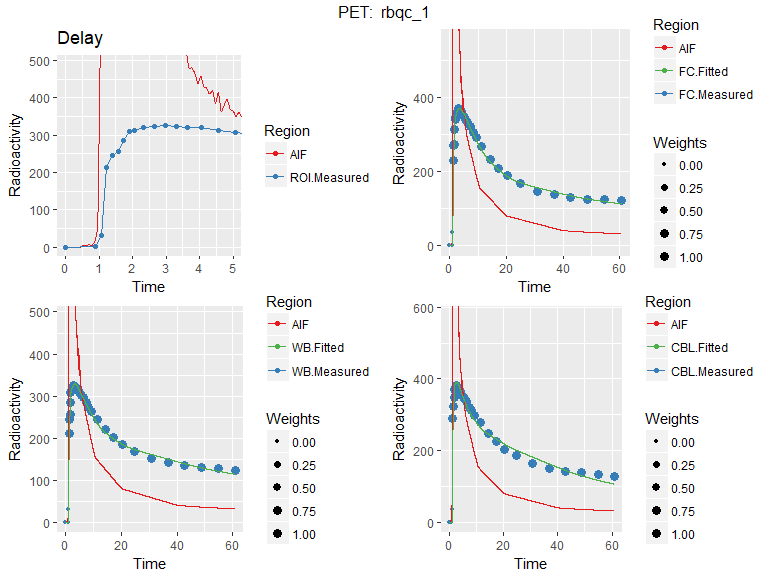 PET: rbqc_1
Delay
Radioactivity
500
400
300
200
100
0
0 1 2 3 4 5
Time
Region
AIF
ROI.Measured
Radioactivity
400
200
0
0 20 40 60
Time
Region
AIF
FC.Fitted
FC.Measured
Weights
0.00
0.25
0.50
0.75
1.00
Radioactivity
500
400
300
200
100
0
0 20 40 60
Time
Region
AIF
WB.Fitted
WB.Measured
Weights
0.00
0.25
0.50
0.75
1.00
Radioactivity
600
400
200
0
0 20 40 60
Time
Region
AIF
CBL.Fitted
CBL.Measured
Weights
0.00
0.25
0.50
0.75
1.00